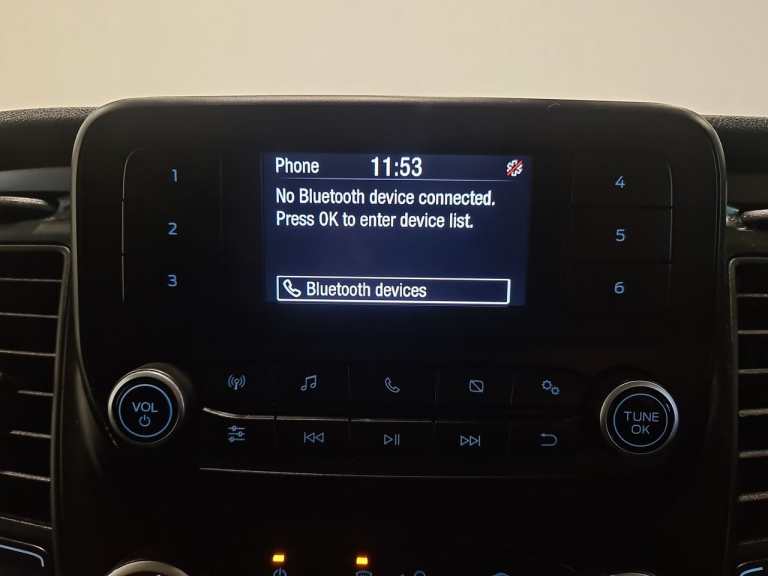 Phone 11:53
No Bluetooth device connected.
Press OK to enter device list.
Bluetooth devices
1
2
3
4
5
6
VOL
TUNE
OK